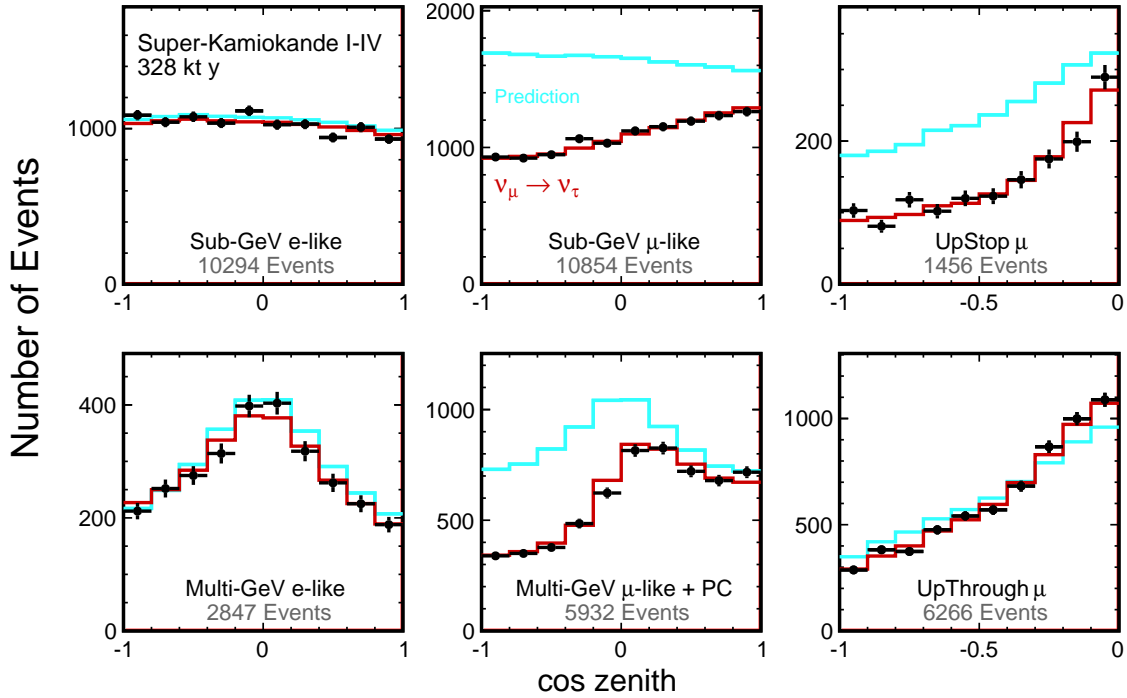 Number of Events
Super-Kamiokande I-IV
328 kt y
1000
0
Sub-GeV e-like
10294 Events
-1 0 1
2000
1000
0
Prediction
νμ → ντ
Sub-GeV μ-like
10854 Events
-1 0 1
200
0
UpStop μ
1456 Events
-1 -0.5 0
400
200
0
Multi-GeV e-like
2847 Events
-1 0 1
1000
500
0
Multi-GeV μ-like + PC
5932 Events
-1 0 1
1000
500
0
UpThrough μ
6266 Events
-1 -0.5 0
cos zenith